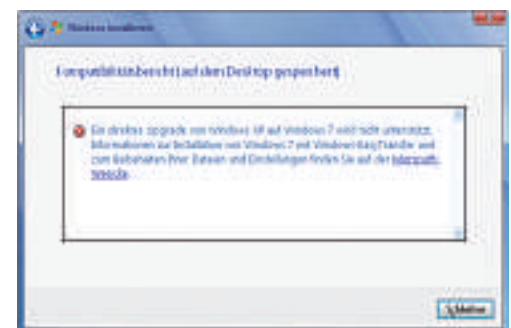 Windows installieren
Kompatibilitätsbericht (auf dem Desktop gespeichert)
Ein direktes Upgrade von Windows XP auf Windows 7 wird nicht unterstützt.
Informationen zur Installation von Windows 7 mit Windows-EasyTransfer und
zum Beibehalten Ihrer Dateien und Einstellungen finden Sie auf der Microsoft-
Website.